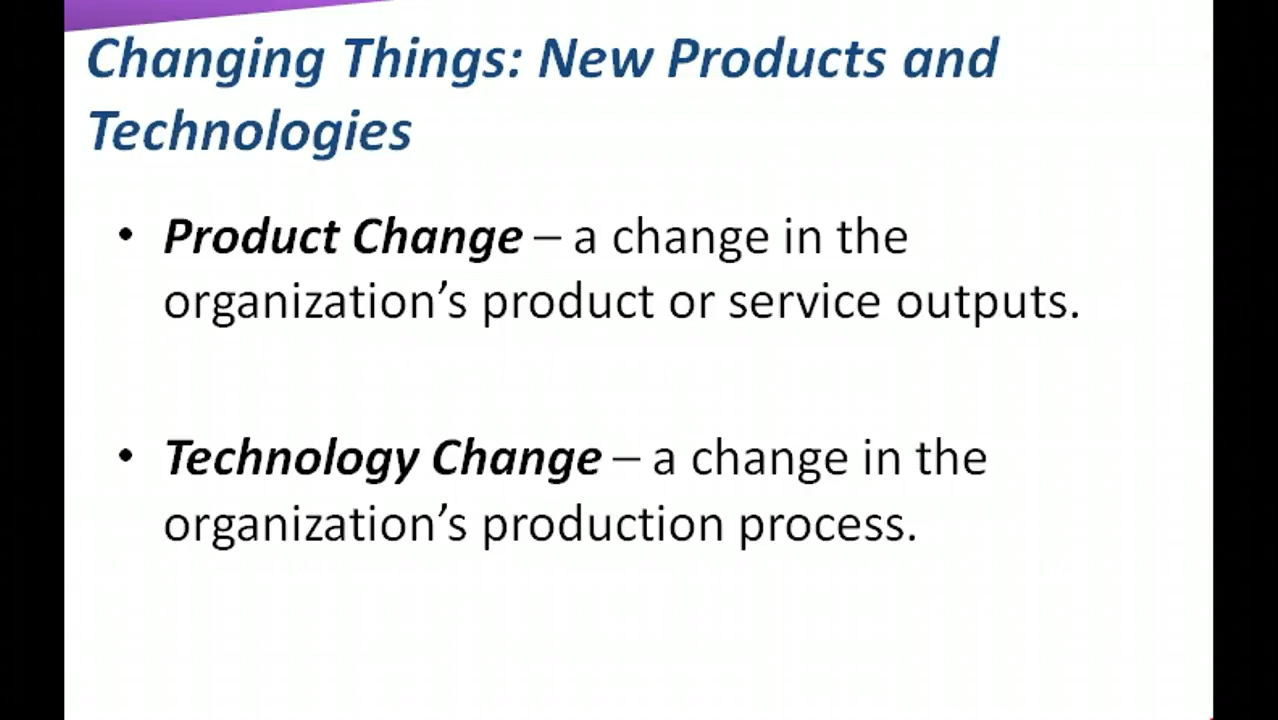 Changing Things: New Products and
Technologies
• Product Change – a change in the
organization’s product or service outputs.
• Technology Change – a change in the
organization’s production process.